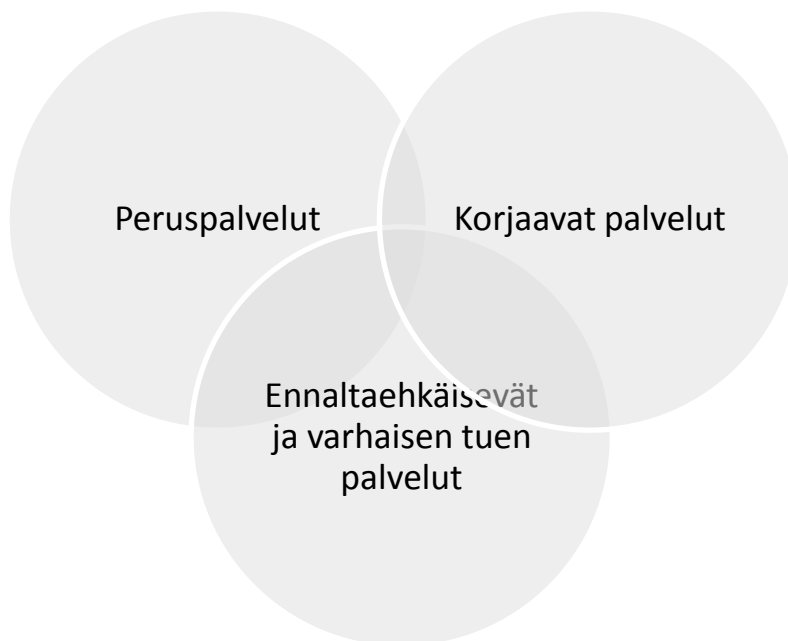 Peruspalvelut
Korjaavat palvelut
Ennaltaehkäisevät
ja varhaisen tuen
palvelut